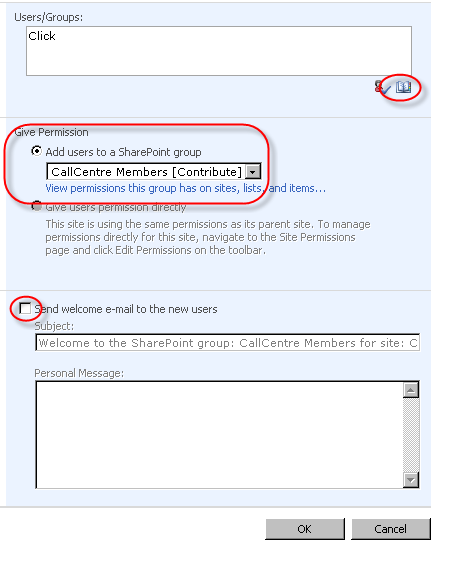 Users/Groups:
Click
Give Permission
Add users to a SharePoint group
CallCentre Members [Contribute]
View permissions this group has on sites, lists, and items...
Give users permission directly
This site is using the same permissions as its parent site. To manage
permissions directly for this site, navigate to the Site Permissions
page and click Edit Permissions on the toolbar.
Send welcome e-mail to the new users
Subject:
Welcome to the SharePoint group: CallCentre Members for site: C
Personal Message:
OK
Cancel